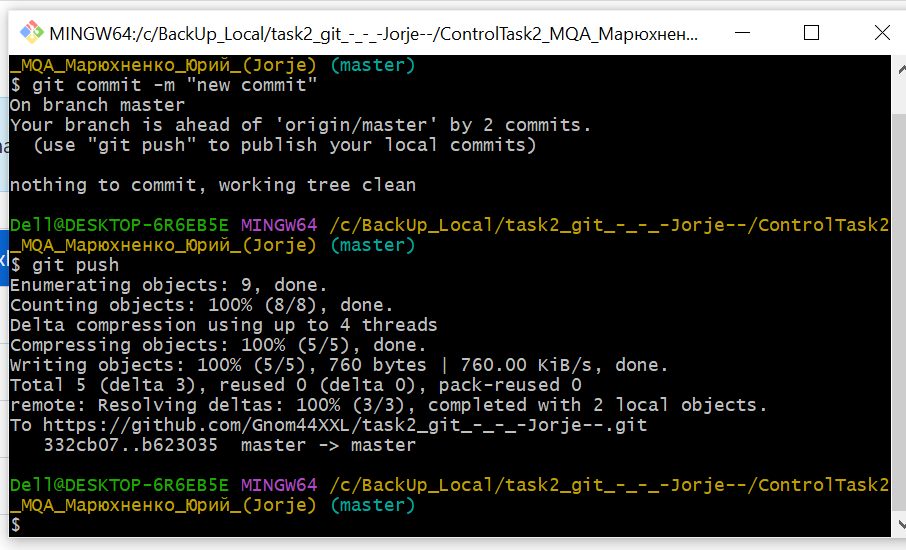 MINGW64:/c/BackUp_Local/task2_git_-_-_-Jorje--/ControlTask2_MQA_Марюхнен...
_MQA_Марюхненко_Юрий_(Jorje) (master)
$ git commit -m "new commit"
On branch master
Your branch is ahead of 'origin/master' by 2 commits.
  (use "git push" to publish your local commits)
nothing to commit, working tree clean
Dell@DESKTOP-6R6EB5E MINGW64 /c/BackUp_Local/task2_git_-_-_-Jorje--/ControlTask2
_MQA_Марюхненко_Юрий_(Jorje) (master)
$ git push
Enumerating objects: 9, done.
Counting objects: 100% (8/8), done.
Delta compression using up to 4 threads
Compressing objects: 100% (5/5), done.
Writing objects: 100% (5/5), 760 bytes | 760.00 KiB/s, done.
Total 5 (delta 3), reused 0 (delta 0), pack-reused 0
remote: Resolving deltas: 100% (3/3), completed with 2 local objects.
To https://github.com/Gnom44XXL/task2_git_-_-_-Jorje--.git
   332cb07..b623035  master -> master
Dell@DESKTOP-6R6EB5E MINGW64 /c/BackUp_Local/task2_git_-_-_-Jorje--/ControlTask2
_MQA_Марюхненко_Юрий_(Jorje) (master)
$